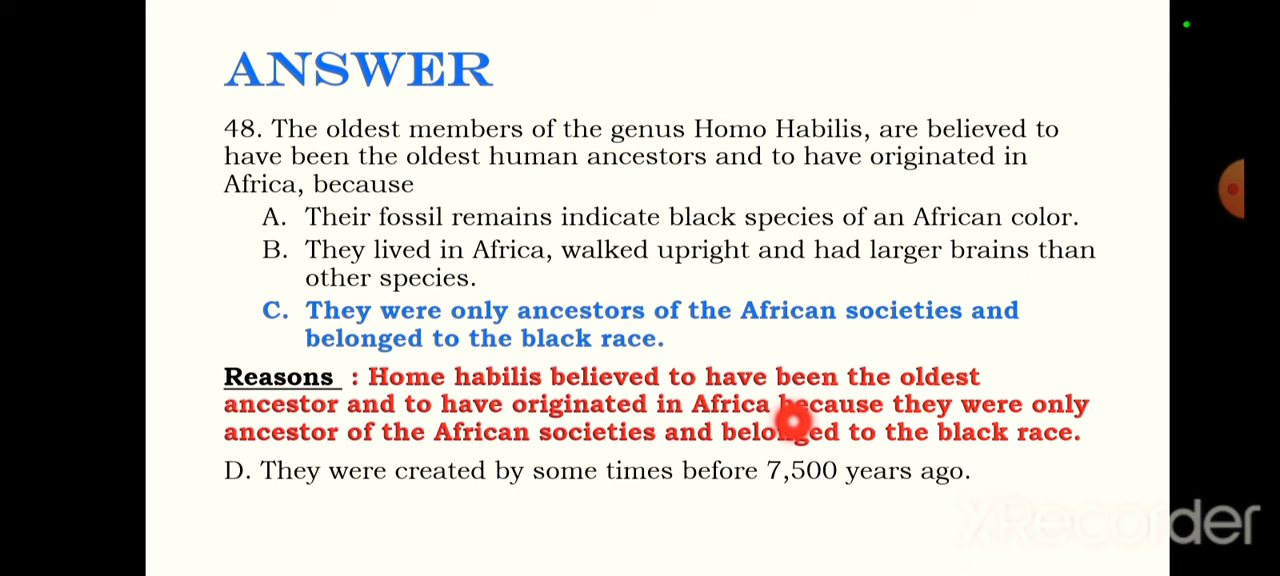 ANSWER
48. The oldest members of the genus Homo Habilis, are believed to
have been the oldest human ancestors and to have originated in
Africa, because
A. Their fossil remains indicate black species of an African color.
B. They lived in Africa, walked upright and had larger brains than
other species.
C. They were only ancestors of the African societies and
belonged to the black race.
Reasons : Home habilis believed to have been the oldest
ancestor and to have originated in Africa because they were only
ancestor of the African societies and belonged to the black race.
D. They were created by some times before 7,500 years ago.
XRecorder